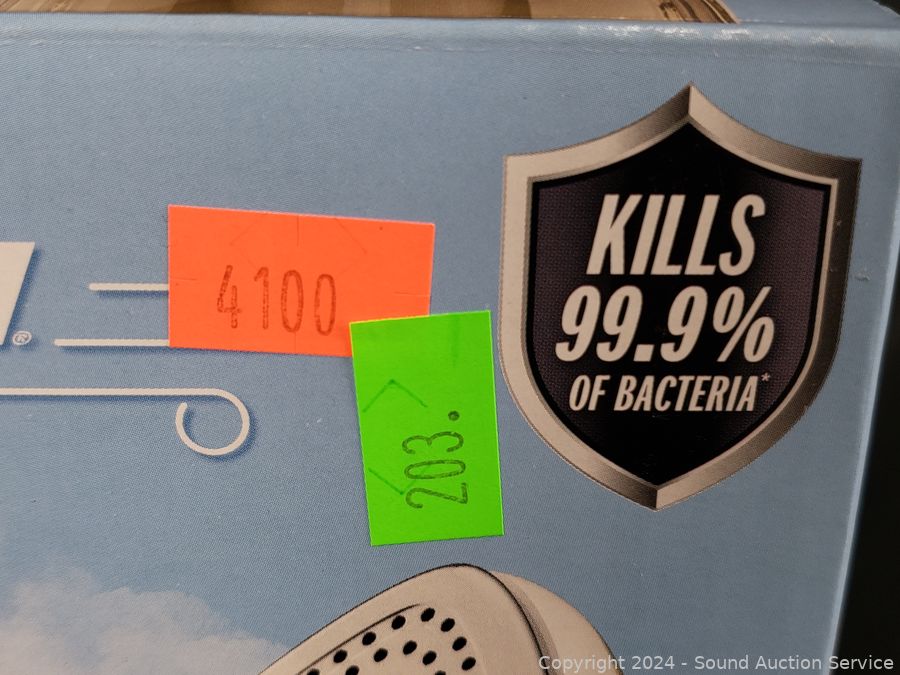 KILLS
99.9%
OF BACTERIA*
4100
®
203.
Copyright 2024 - Sound Auction Service